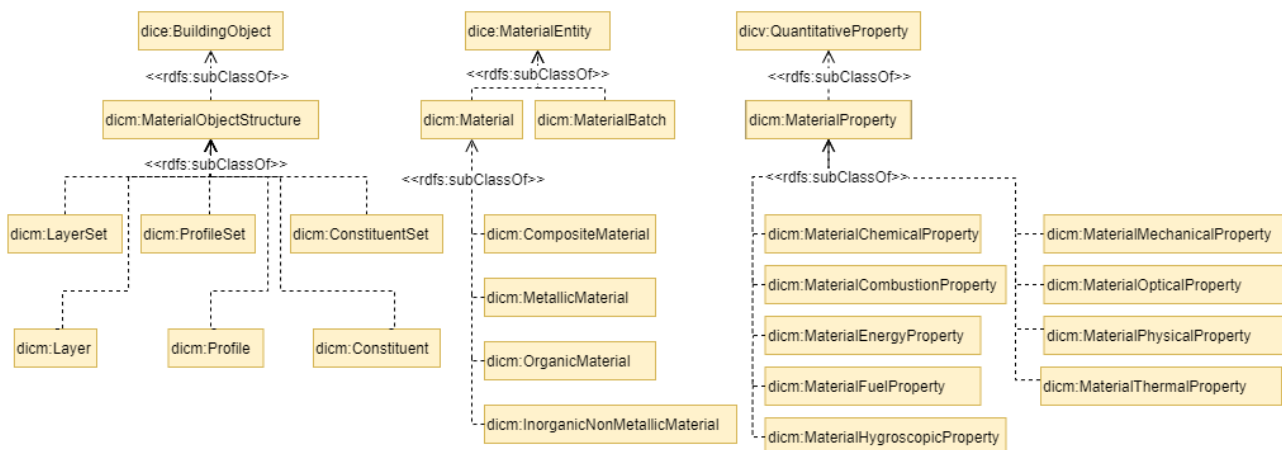 dice:BuildingObject
dice:MaterialEntity
dicv:QuantitativeProperty
<<rdfs:subClassOf>>
<<rdfs:subClassOf>>
<<rdfs:subClassOf>>
dicm:MaterialObjectStructure
dicm:Material
dicm:MaterialBatch
dicm:MaterialProperty
<<rdfs:subClassOf>>
<<rdfs:subClassOf>>
<<rdfs:subClassOf>>
dicm:LayerSet
dicm:ProfileSet
dicm:ConstituentSet
dicm:CompositeMaterial
dicm:MaterialChemicalProperty
dicm:MaterialMechanicalProperty
dicm:MetallicMaterial
dicm:MaterialCombustionProperty
dicm:MaterialOpticalProperty
dicm:Layer
dicm:Profile
dicm:Constituent
dicm:OrganicMaterial
dicm:MaterialEnergyProperty
dicm:MaterialPhysicalProperty
dicm:MaterialFuelProperty
dicm:MaterialThermalProperty
dicm:InorganicNonMetallicMaterial
dicm:MaterialHygroscopicProperty